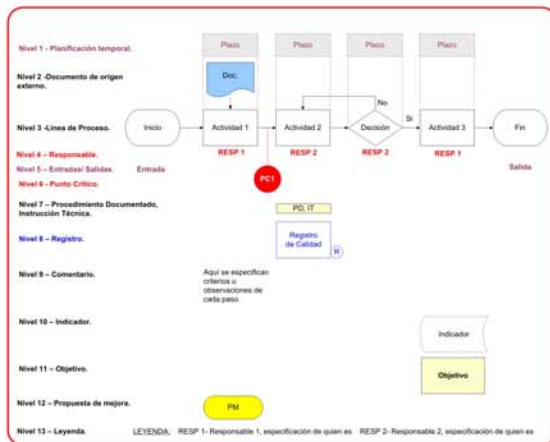 Nivel 1 - Planificación temporal.
Plazo
Plazo
Plazo
Plazo
Nivel 2 -Documento de origen
externo.
Doc.
No
Nivel 3 -Línea de Proceso.
Inicio
Actividad 1
Actividad 2
Decisión
Si
Actividad 3
Fin
Nivel 4 – Responsable.
RESP 1
RESP 2
RESP 2
RESP 1
Nivel 5 – Entradas/ Salidas.
Entrada
Salida
Nivel 6 - Punto Crítico.
PC1
Nivel 7 – Procedimiento Documentado,
Instrucción Técnica.
PD, IT
Nivel 8 – Registro.
Registro
de Calidad
R
Nivel 9 – Comentario.
Aquí se especifican
criterios u
observaciones de
cada paso.
Nivel 10 – Indicador.
Indicador
Nivel 11 – Objetivo.
Objetivo
Nivel 12 – Propuesta de mejora.
PM
Nivel 13 – Leyenda.
LEYENDA: RESP 1- Responsable 1, especificación de quien es RESP 2- Responsable 2, especificación de quien es